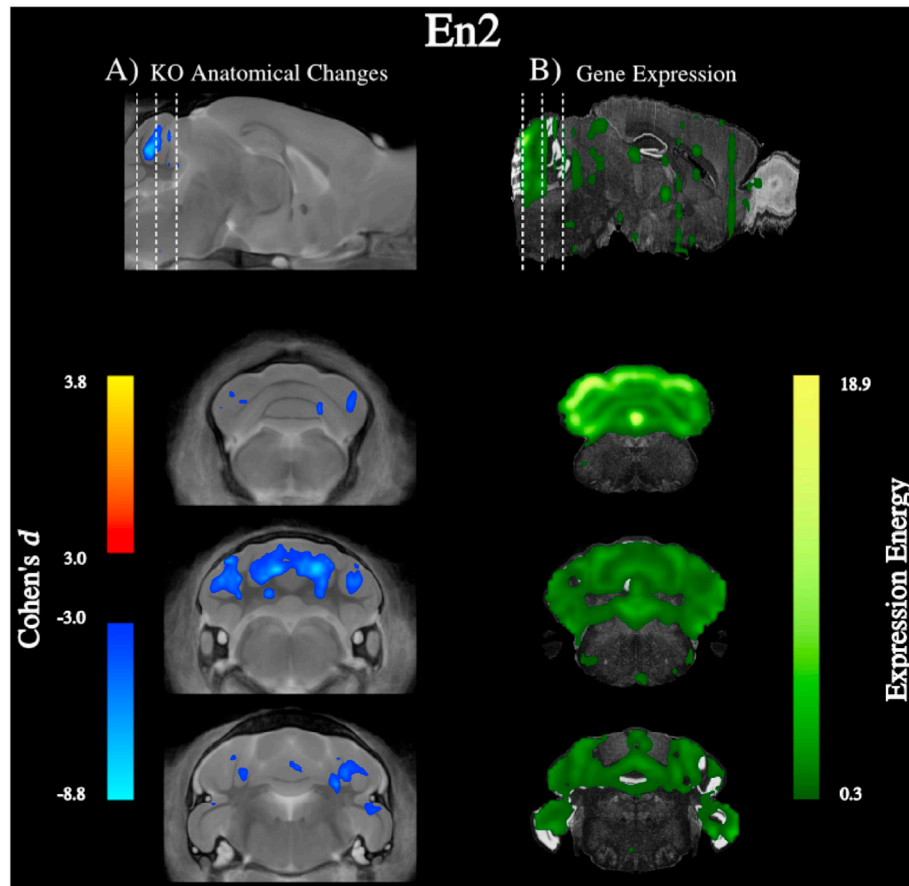 En2
A) KO Anatomical Changes
B) Gene Expression
3.8
3.0
-3.0
-8.8
Cohen's d
18.9
0.3
Expression Energy